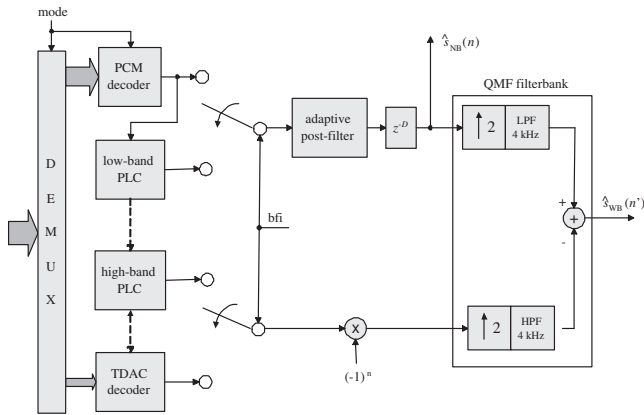 mode
PCM
decoder
low-band
PLC
high-band
PLC
TDAC
decoder
D
E
M
U
X
bfi
adaptive
post-filter
z⁻ᴰ
ŝNB(n)
QMF filterbank
↑ 2
LPF
4 kHz
+
+
-
ŝWB(n')
X
(-1)ⁿ
↑ 2
HPF
4 kHz